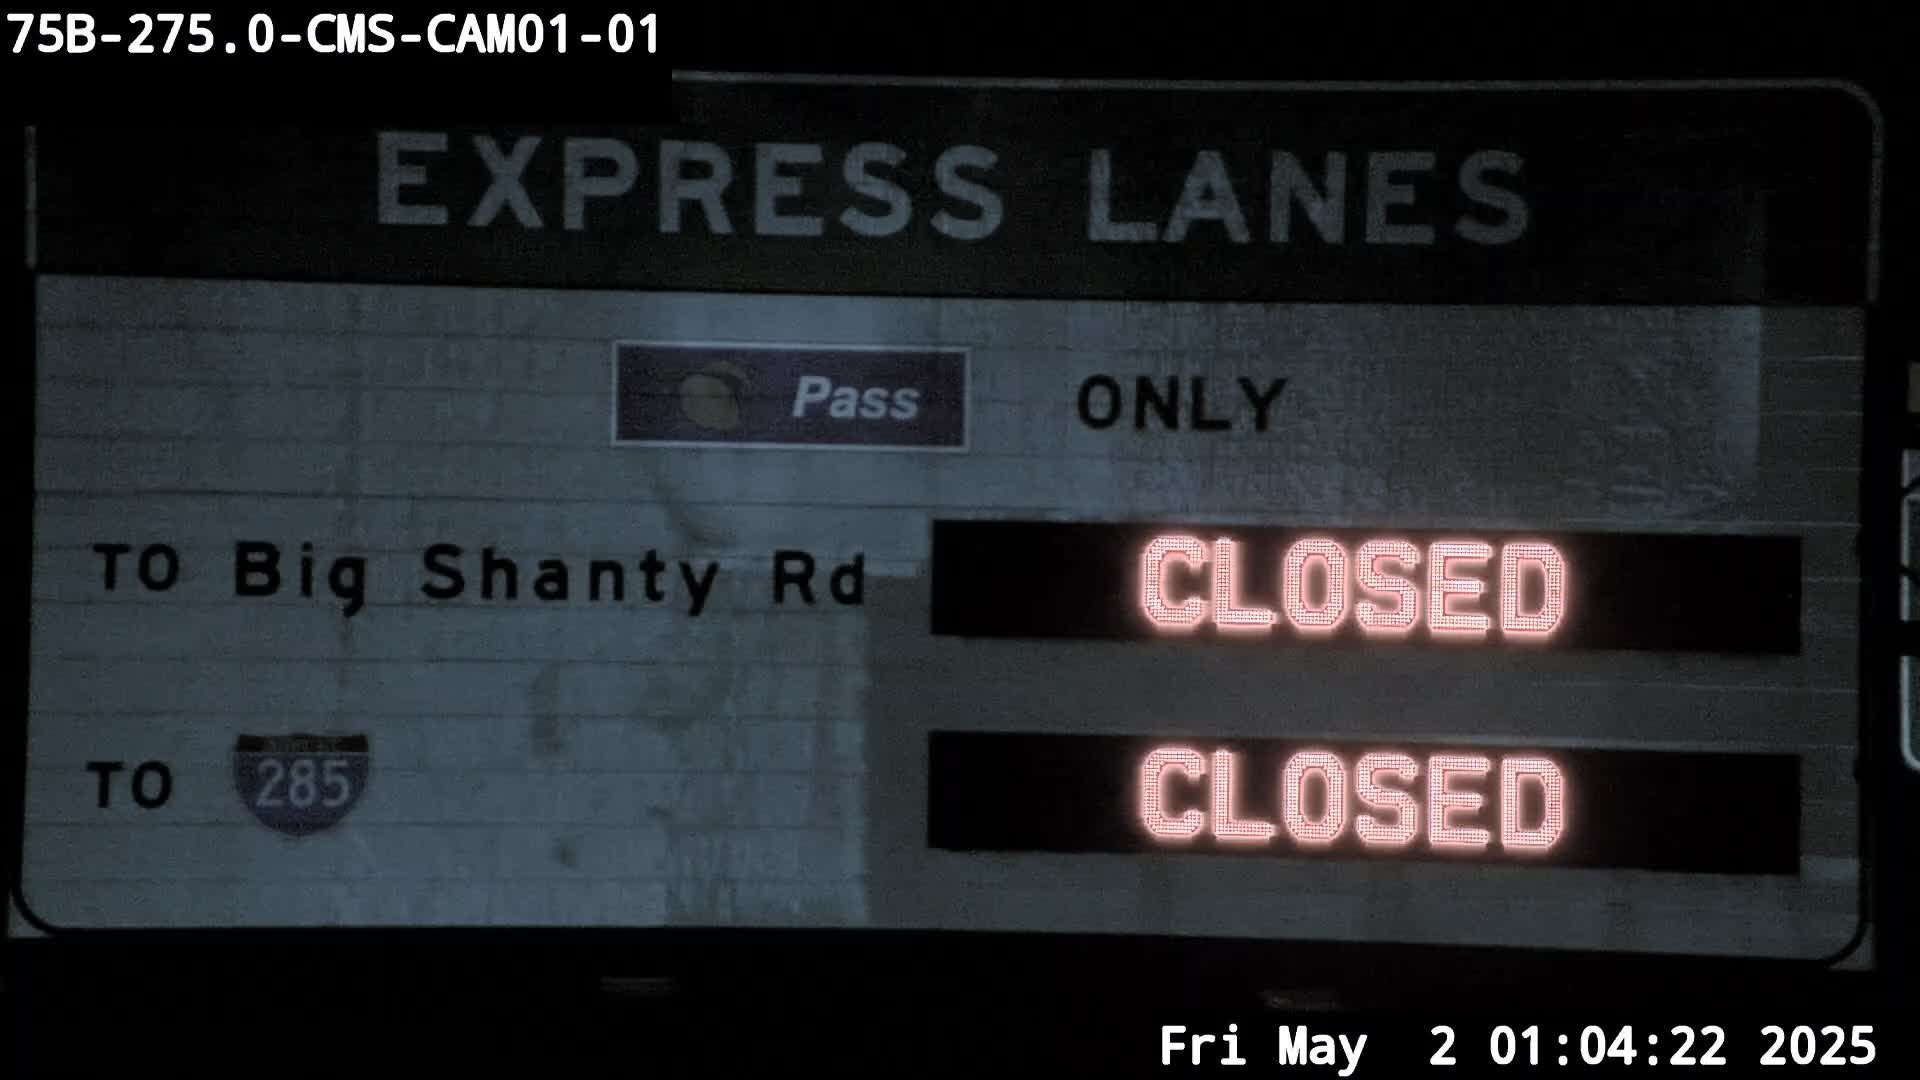 75B-275.0-CMS-CAM01-01
EXPRESS LANES
Pass ONLY
TO Big Shanty Rd CLOSED
TO 285 CLOSED
Fri May 2 01:04:22 2025